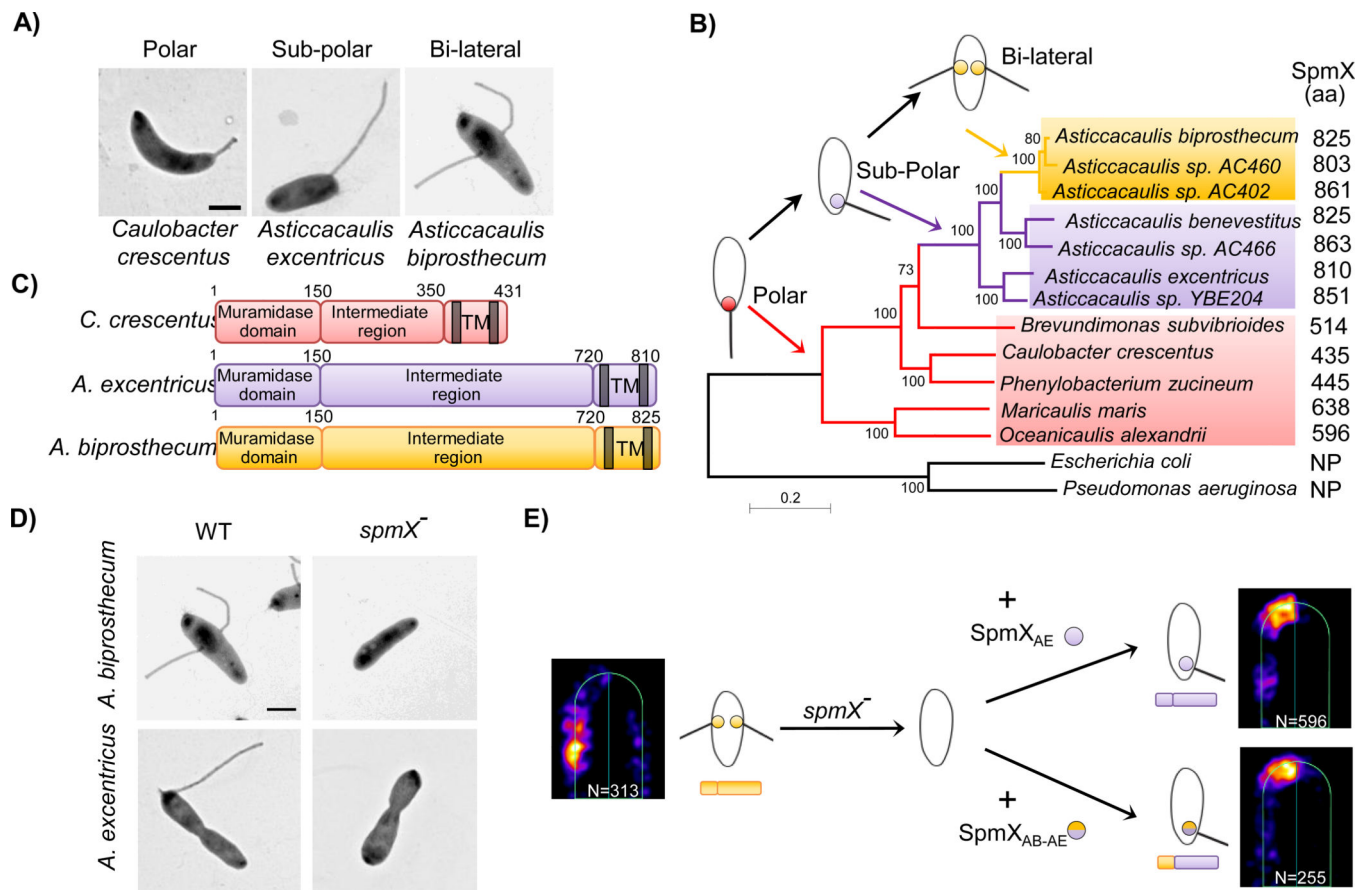 A)
Polar
Sub-polar
Bi-lateral
Caulobacter
crescentus
Asticcacaulis
excentricus
Asticcacaulis
biprosthecum
B)
Bi-lateral
Sub-Polar
Polar
SpmX
(aa)
Asticcacaulis biprosthecum 825
Asticcacaulis sp. AC460 803
Asticcacaulis sp. AC402 861
Asticcacaulis benevestitus 825
Asticcacaulis sp. AC466 863
Asticcacaulis excentricus 810
Asticcacaulis sp. YBE204 851
Brevundimonas subvibrioides 514
Caulobacter crescentus 435
Phenylobacterium zucineum 445
Maricaulis maris 638
Oceanicaulis alexandrii 596
Escherichia coli NP
Pseudomonas aeruginosa NP
80
100
100
100
100
100
73
100
100
100
100
0.2
C)
1 150 350 431
C. crescentus
Muramidase
domain
Intermediate
region
TM
1 150 720 810
A. excentricus
Muramidase
domain
Intermediate
region
TM
1 150 720 825
A. biprosthecum
Muramidase
domain
Intermediate
region
TM
D)
WT
spmX-
A. biprosthecum
A. excentricus
E)
N=313
spmX-
+
SpmXAE
N=596
+
SpmXAB-AE
N=255